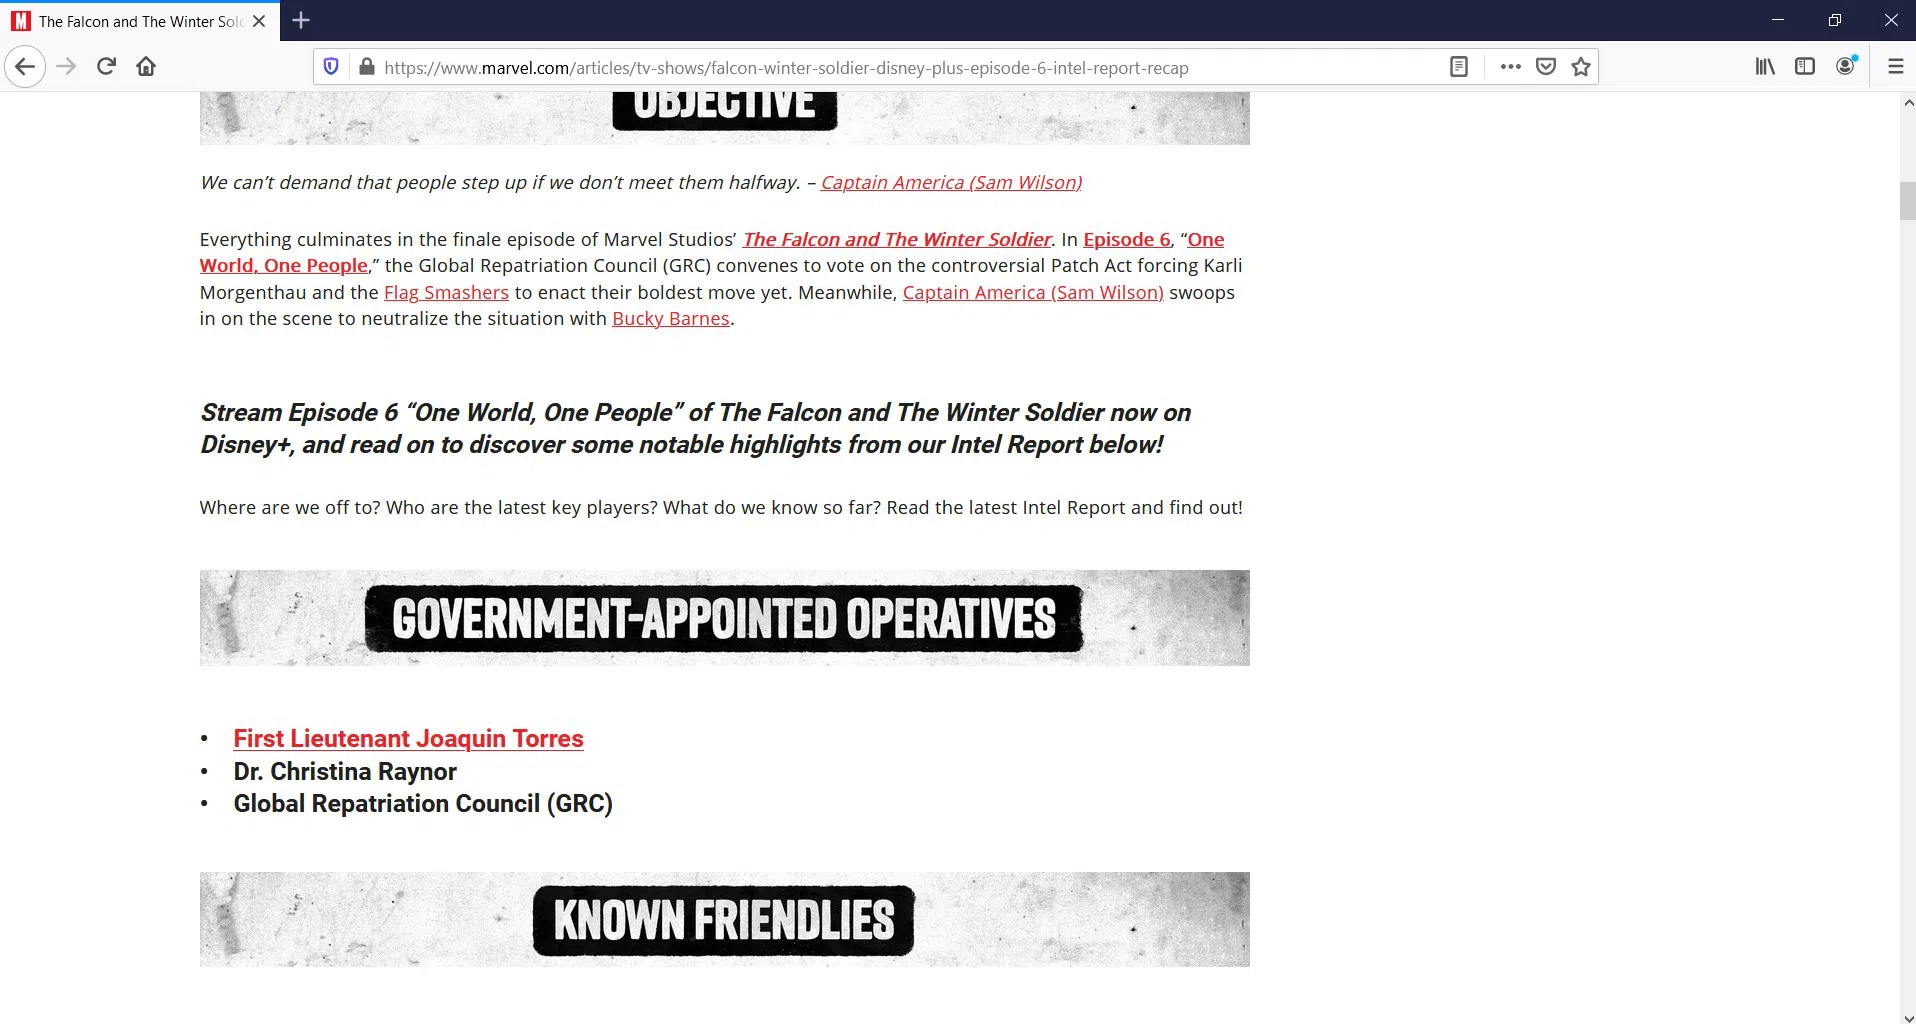 The Falcon and The Winter Sol
https://www.marvel.com/articles/tv-shows/falcon-winter-soldier-disney-plus-episode-6-intel-report-recap
OBJECTIVE
We can’t demand that people step up if we don’t meet them halfway. – Captain America (Sam Wilson)
Everything culminates in the finale episode of Marvel Studios’ The Falcon and The Winter Soldier. In Episode 6, “One
World, One People,” the Global Repatriation Council (GRC) convenes to vote on the controversial Patch Act forcing Karli
Morgenthau and the Flag Smashers to enact their boldest move yet. Meanwhile, Captain America (Sam Wilson) swoops
in on the scene to neutralize the situation with Bucky Barnes.
Stream Episode 6 “One World, One People” of The Falcon and The Winter Soldier now on
Disney+, and read on to discover some notable highlights from our Intel Report below!
Where are we off to? Who are the latest key players? What do we know so far? Read the latest Intel Report and find out!
GOVERNMENT-APPOINTED OPERATIVES
• First Lieutenant Joaquin Torres
• Dr. Christina Raynor
• Global Repatriation Council (GRC)
KNOWN FRIENDLIES